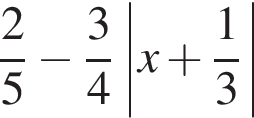 2/5 − 3/4 |x + 1/3|